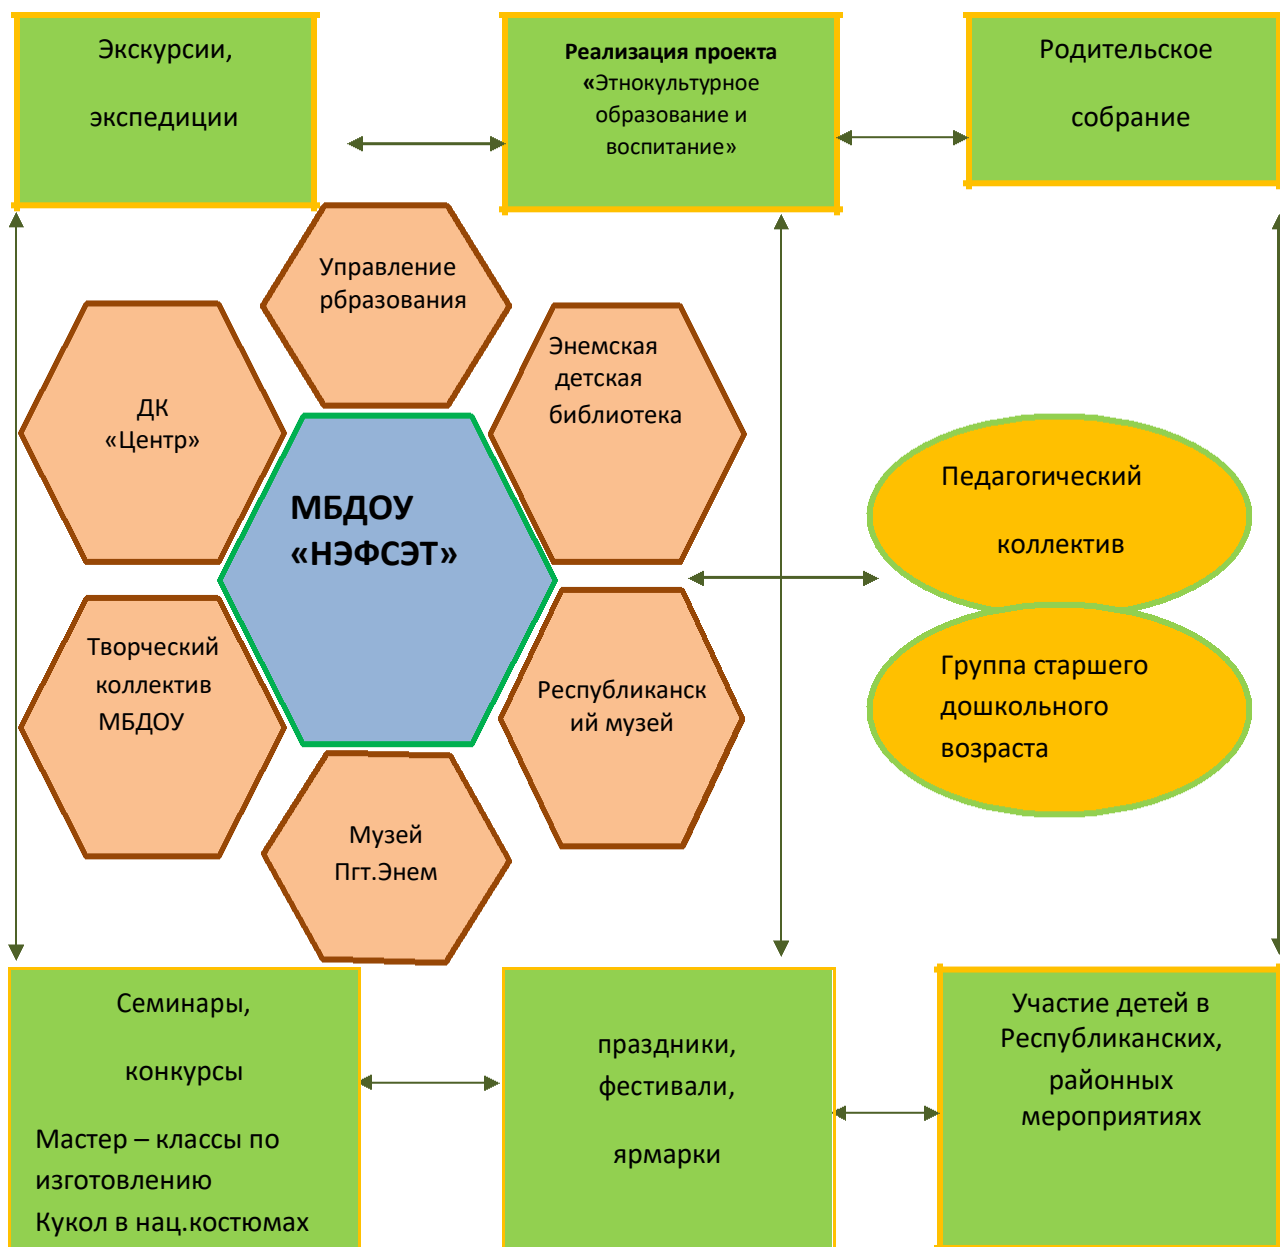 Экскурсии,
экспедиции
Реализация проекта
«Этнокультурное
образование и
воспитание»
Родительское
собрание
Управление
рбразования
Энемская
детская
библиотека
ДК
«Центр»
МБДОУ
«НЭФСЭТ»
Педагогический
коллектив
Творческий
коллектив
МБДОУ
Республиканск
ий музей
Группа старшего
дошкольного
возраста
Музей
Пгт.Энем
Семинары,
конкурсы
Мастер – классы по
изготовлению
Кукол в нац.костюмах
праздники,
фестивали,
ярмарки
Участие детей в
Республиканских,
районных
мероприятиях